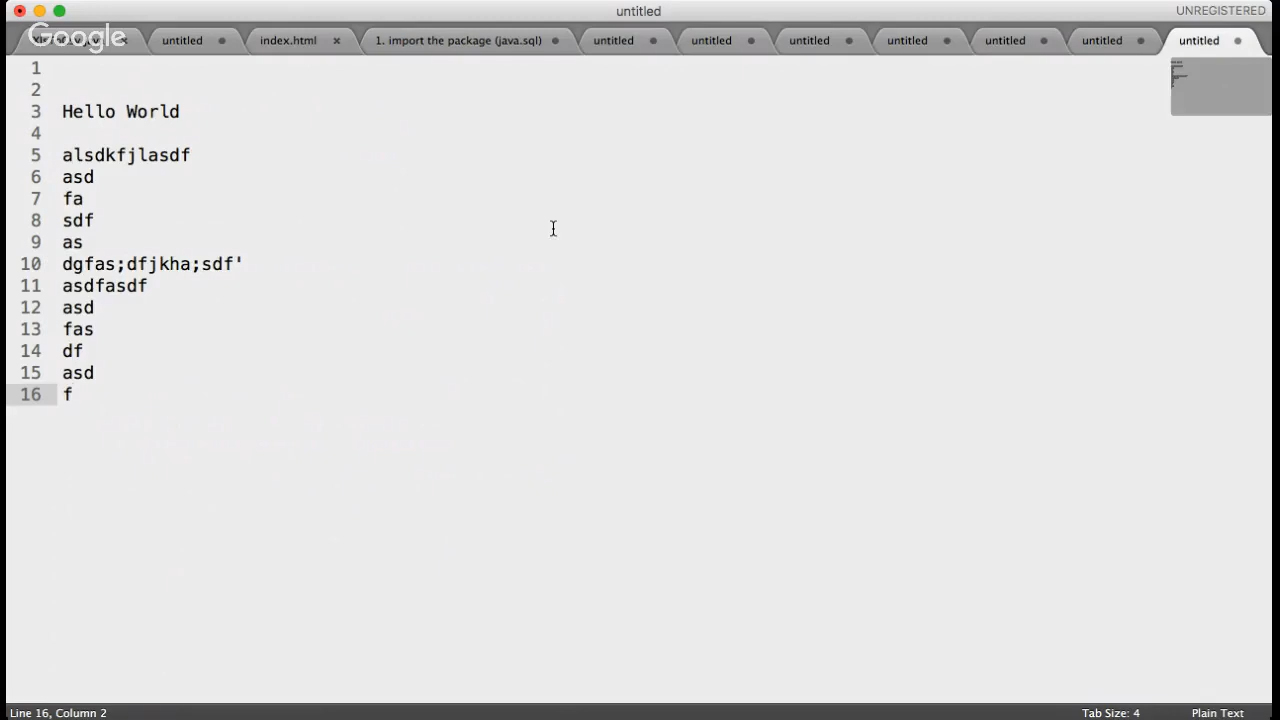 untitled
UNREGISTERED
Google
untitled
index.html
1. import the package (java.sql)
untitled
untitled
untitled
untitled
untitled
untitled
untitled
1
2
3 Hello World
4
5 alsdkfjlasdf
6 asd
7 fa
8 sdf
9 as
10 dgfas;dfjkha;sdf'
11 asdfasdf
12 asd
13 fas
14 df
15 asd
16 f
Line 16, Column 2
Tab Size: 4
Plain Text